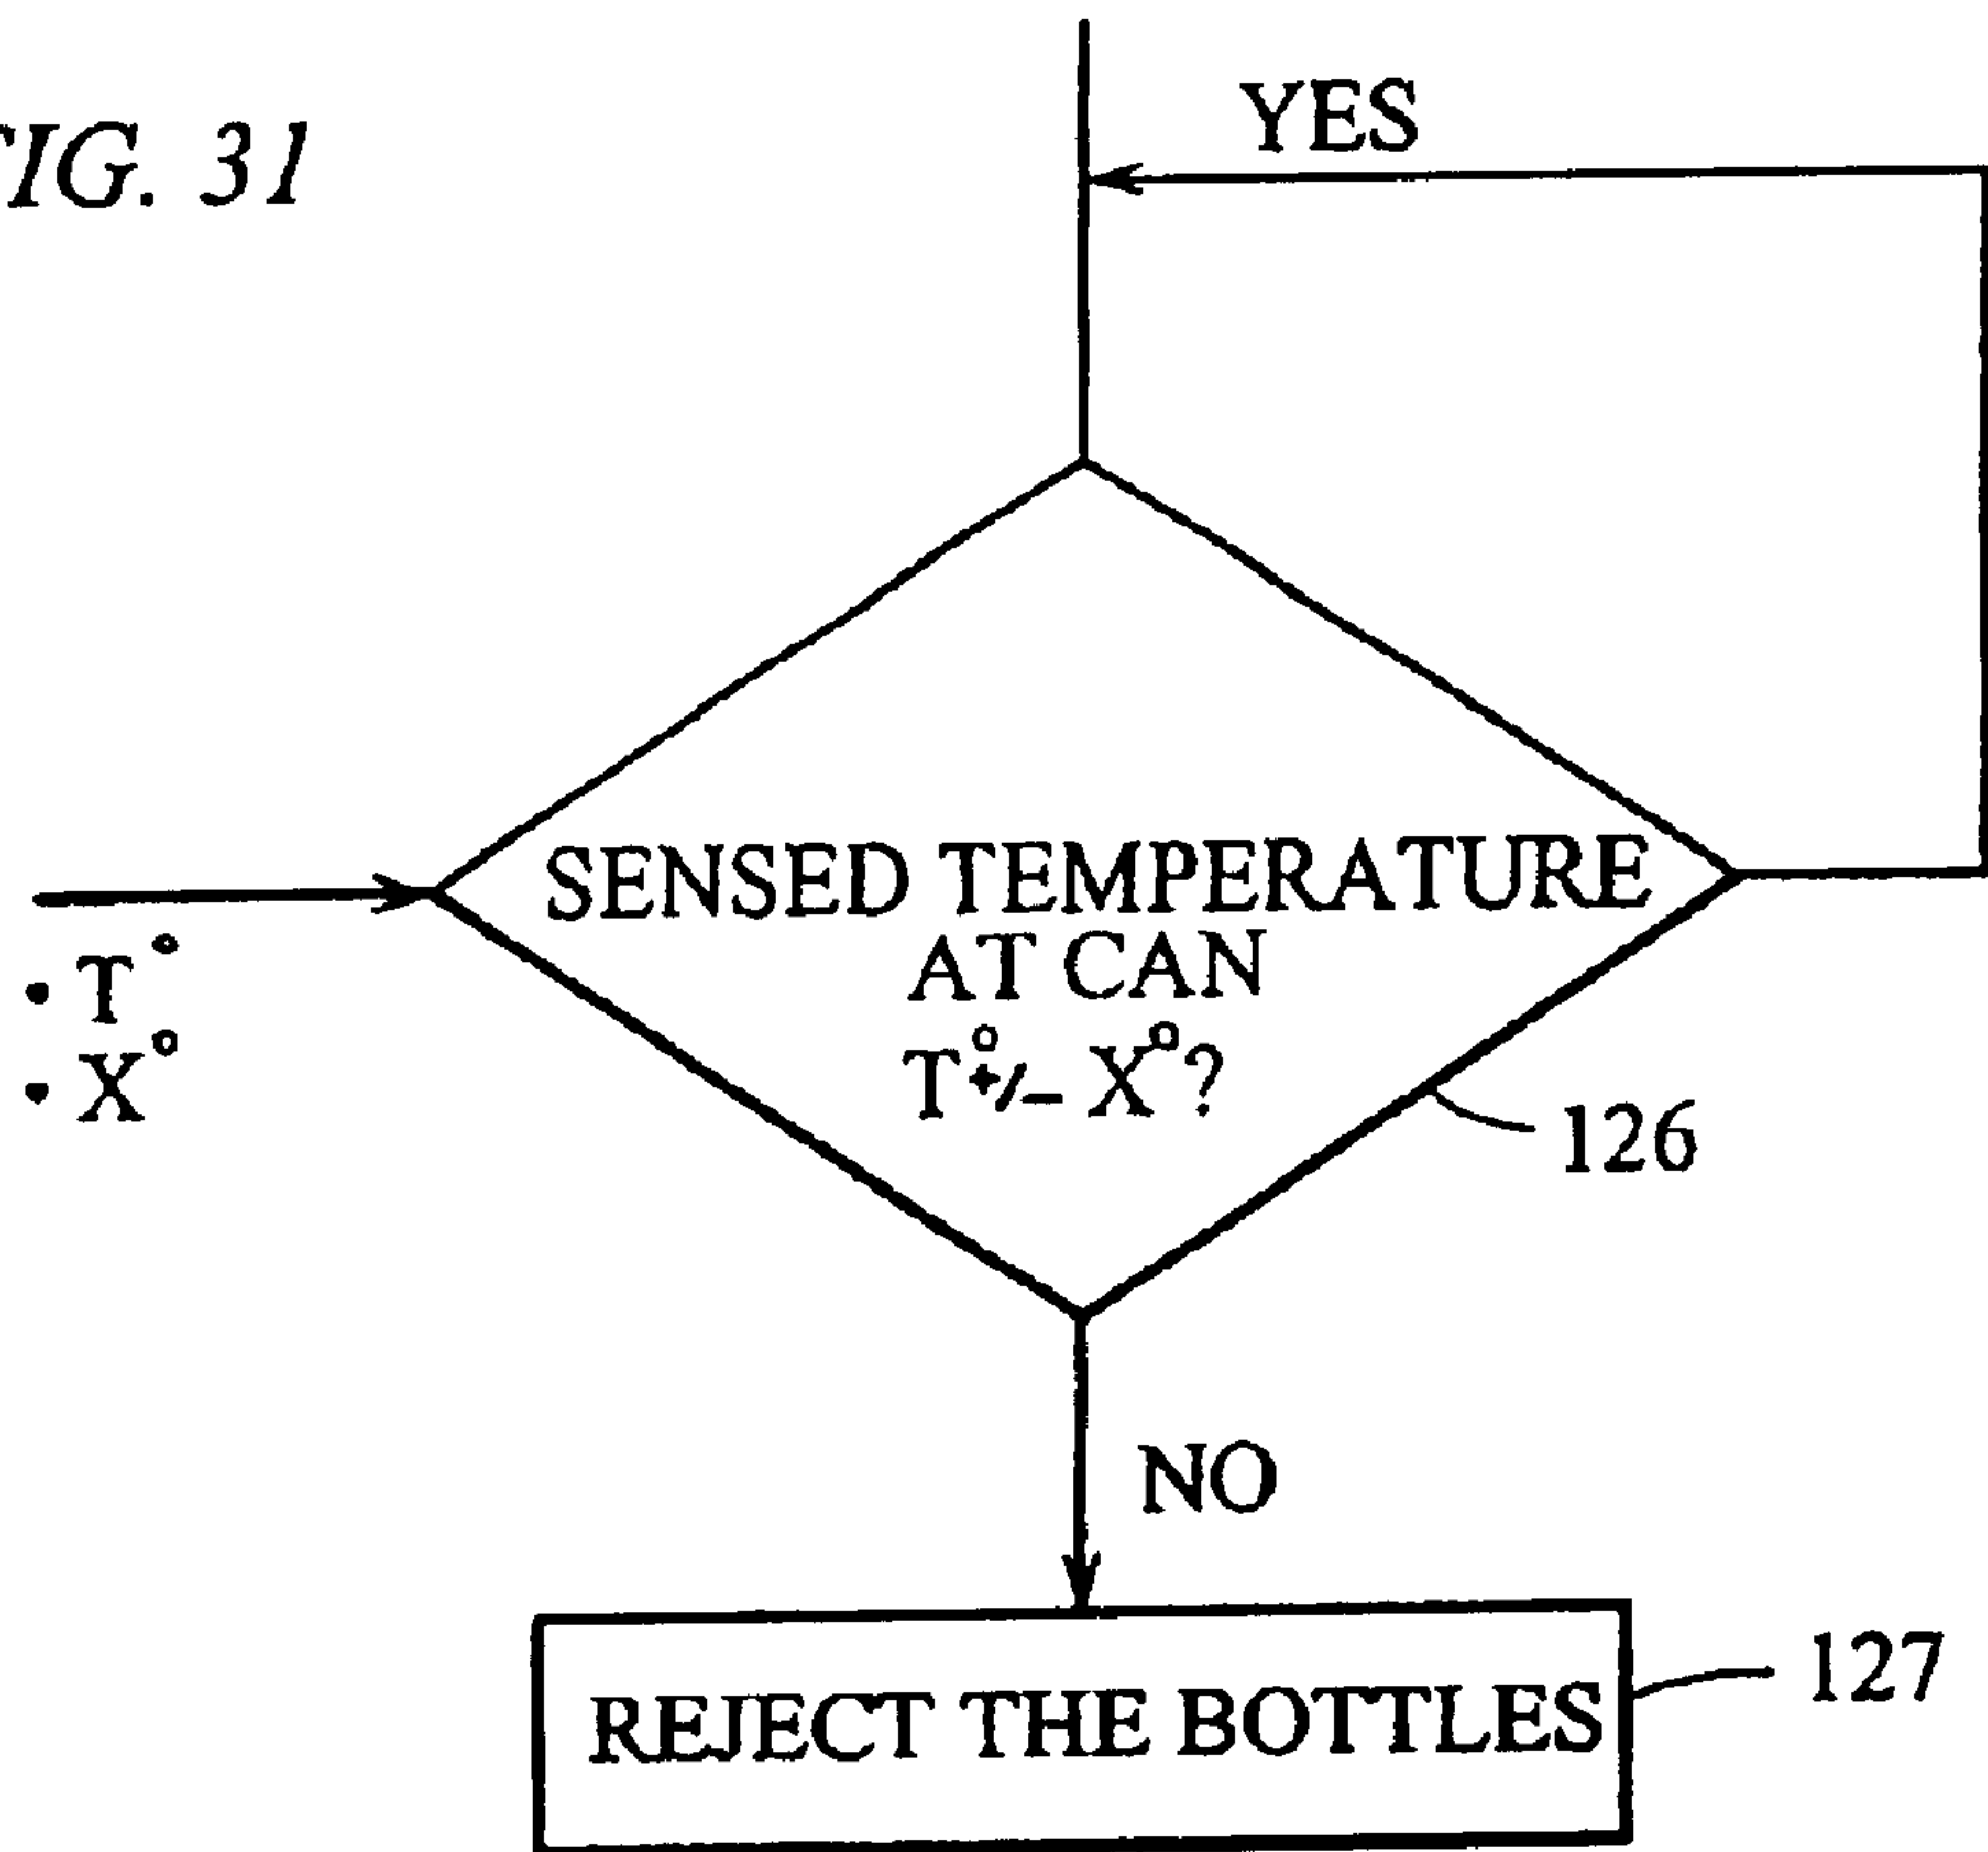 FIG. 31
YES
SENSED TEMPERATURE
AT CAN
T° +/- X°?
• T°
• X°
126
NO
REJECT THE BOTTLES
127